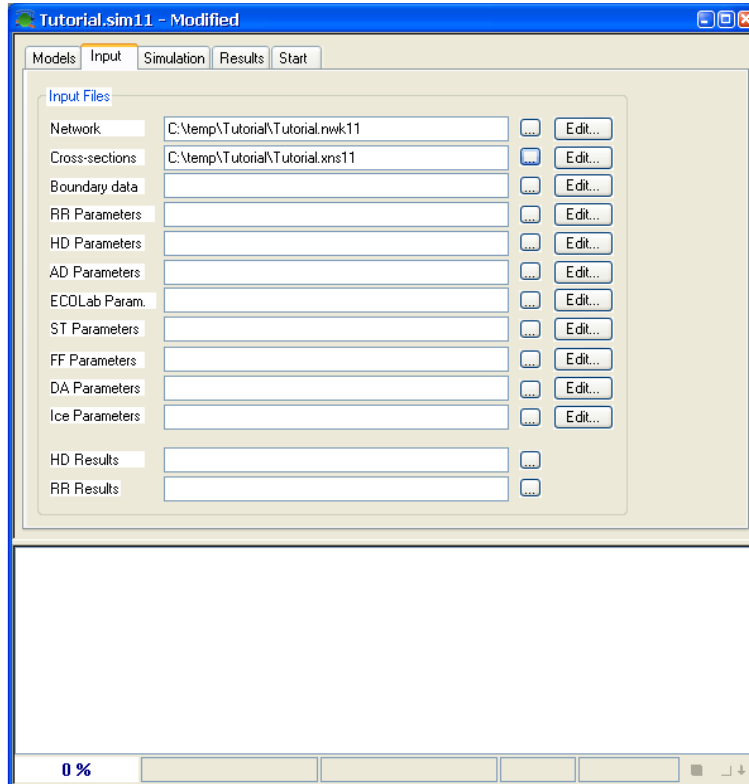 Tutorial.sim11 - Modified
Models Input Simulation Results Start
Input Files
Network C:\temp\Tutorial\Tutorial.nwk11 ... Edit...
Cross-sections C:\temp\Tutorial\Tutorial.xns11 ... Edit...
Boundary data ... Edit...
RR Parameters ... Edit...
HD Parameters ... Edit...
AD Parameters ... Edit...
ECOLab Param. ... Edit...
ST Parameters ... Edit...
FF Parameters ... Edit...
DA Parameters ... Edit...
Ice Parameters ... Edit...
HD Results ...
RR Results ...
0 %